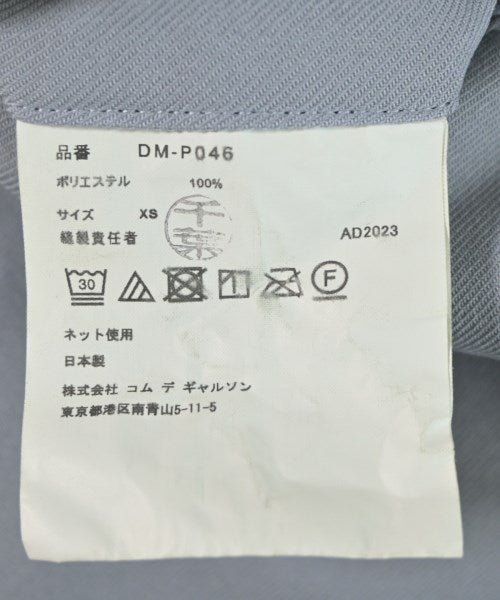 品番 DM-P046
ポリエステル 100%
サイズ XS
縫製責任者 千葉
AD2023
30 F
ネット使用
日本製
株式会社 コム デ ギャルソン
東京都港区南青山5-11-5